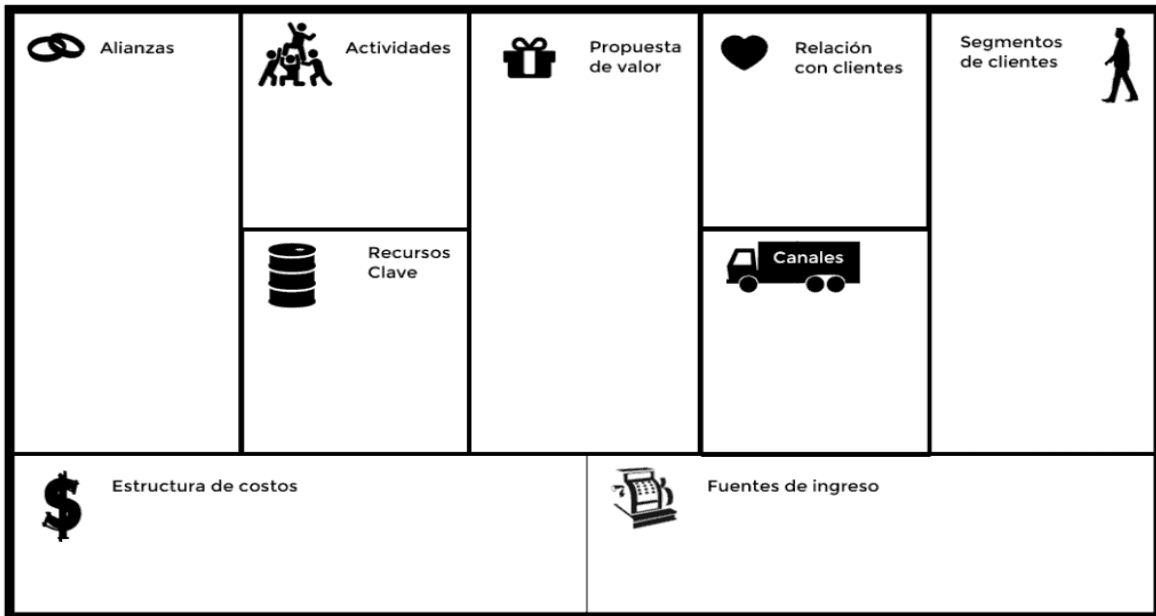 Alianzas
Actividades
Propuesta
de valor
Relación
con clientes
Segmentos
de clientes
Recursos
Clave
Canales
Estructura de costos
Fuentes de ingreso